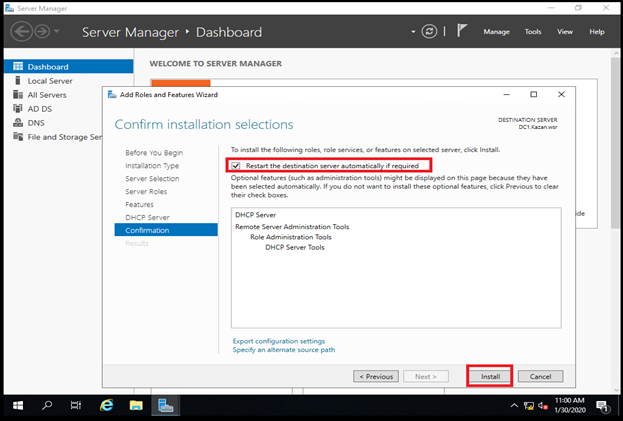 Server Manager
Server Manager ‣ Dashboard
Manage Tools View Help
Dashboard
Local Server
All Servers
AD DS
DNS
File and Storage Ser
WELCOME TO SERVER MANAGER
Add Roles and Features Wizard
Confirm installation selections
DESTINATION SERVER
DC1.Kazan.wsr
Before You Begin
Installation Type
Server Selection
Server Roles
Features
DHCP Server
Confirmation
Results
To install the following roles, role services, or features on selected server, click Install.
Restart the destination server automatically if required
Optional features (such as administration tools) might be displayed on this page because they have
been selected automatically. If you do not want to install these optional features, click Previous to clear
their check boxes.
DHCP Server
Remote Server Administration Tools
Role Administration Tools
DHCP Server Tools
Export configuration settings
Specify an alternate source path
< Previous Next > Install Cancel
ide
11:00 AM
1/30/2020
1